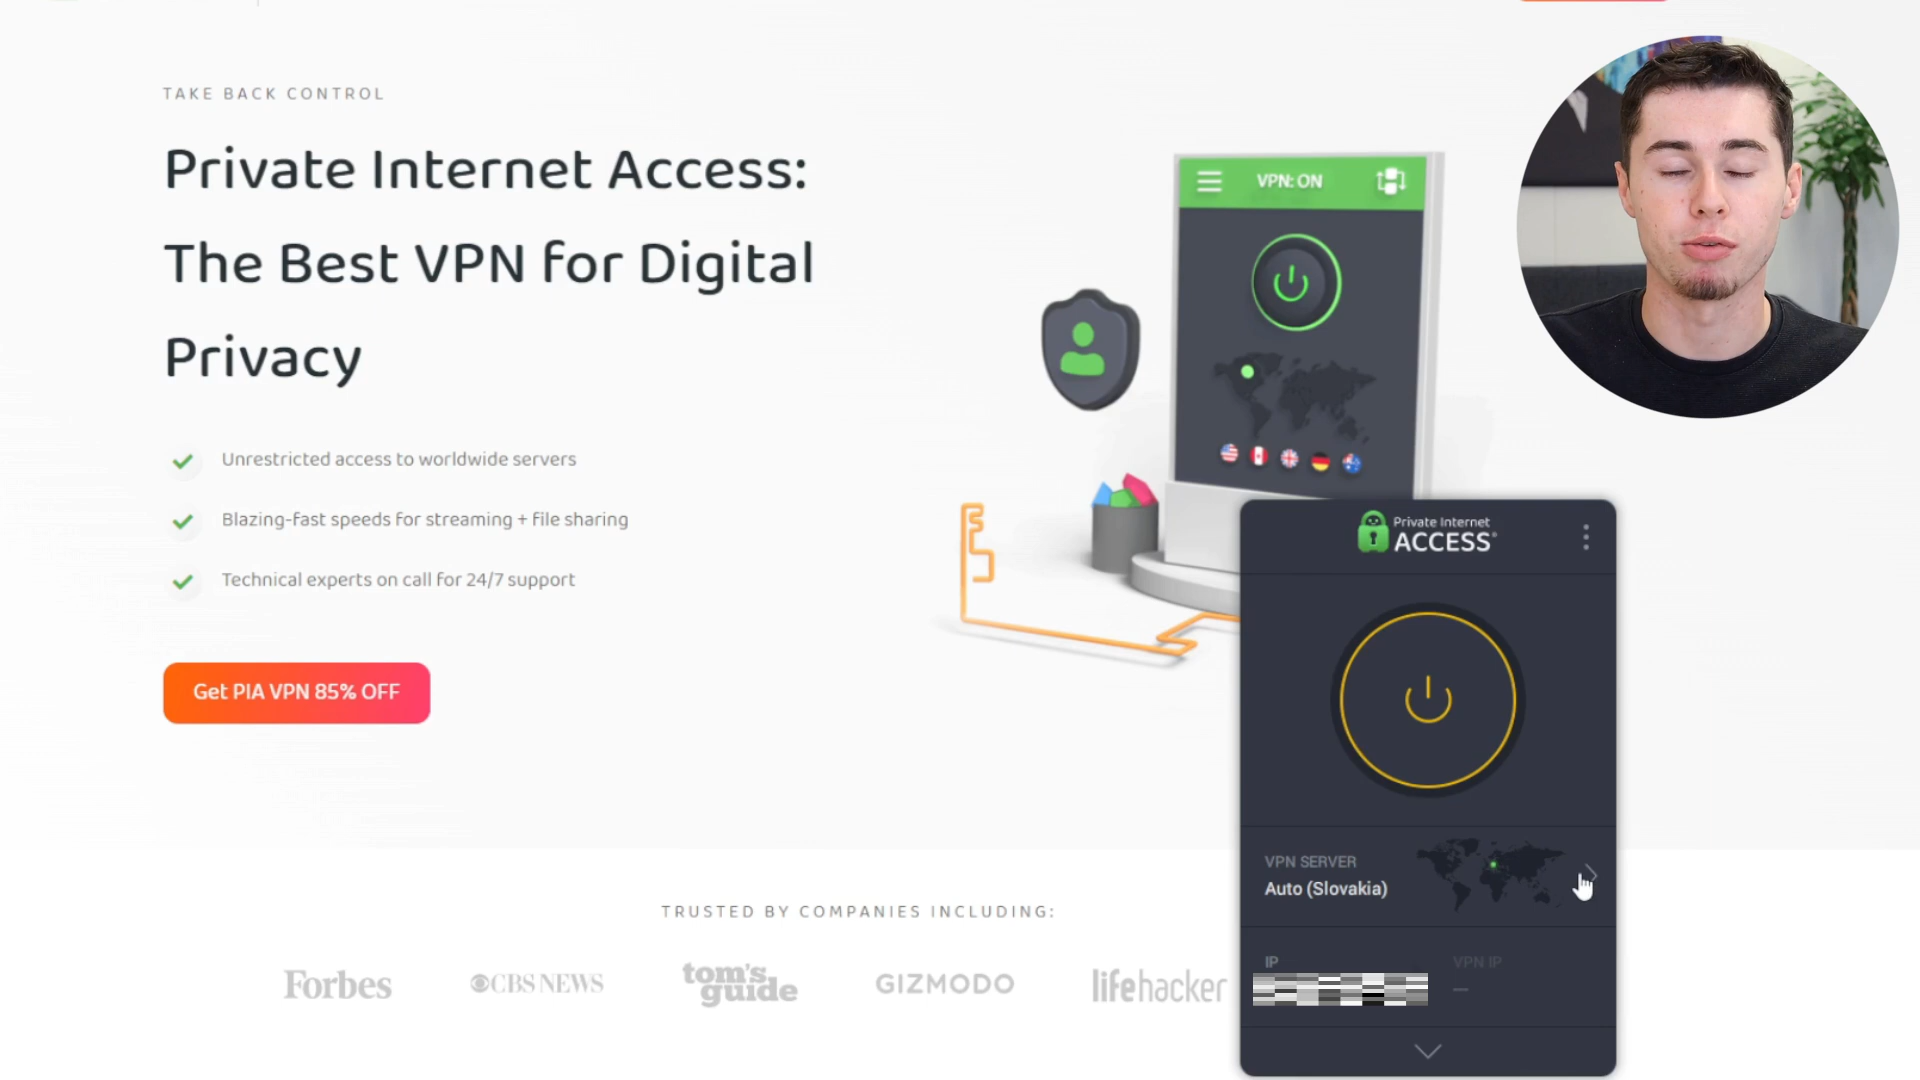 TAKE BACK CONTROL
Private Internet Access:
The Best VPN for Digital
Privacy
Unrestricted access to worldwide servers
Blazing-fast speeds for streaming + file sharing
Technical experts on call for 24/7 support
Get PIA VPN 85% OFF
VPN: ON
Private Internet
ACCESS®
VPN SERVER
Auto (Slovakia)
IP
VPN IP
—
TRUSTED BY COMPANIES INCLUDING:
Forbes
CBS NEWS
tom's
guide
GIZMODO
lifehacker